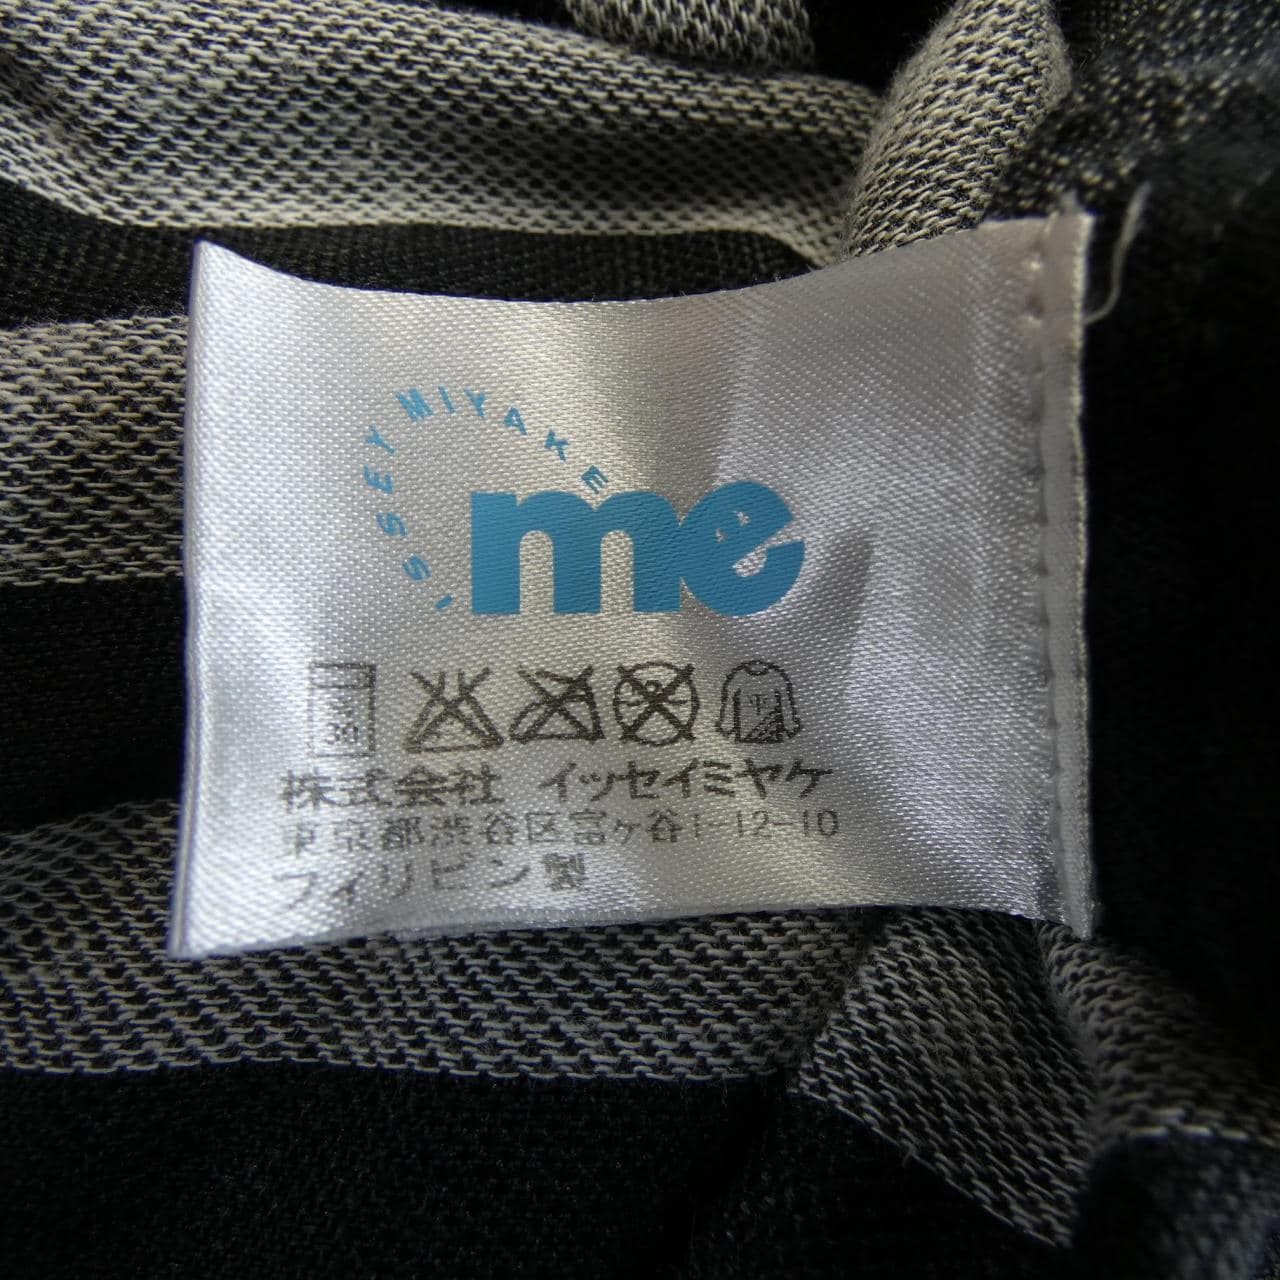 ISSEY MIYAKE
me
30
株式会社 イッセイミヤケ
東京都渋谷区富ヶ谷1-12-10
フィリピン製